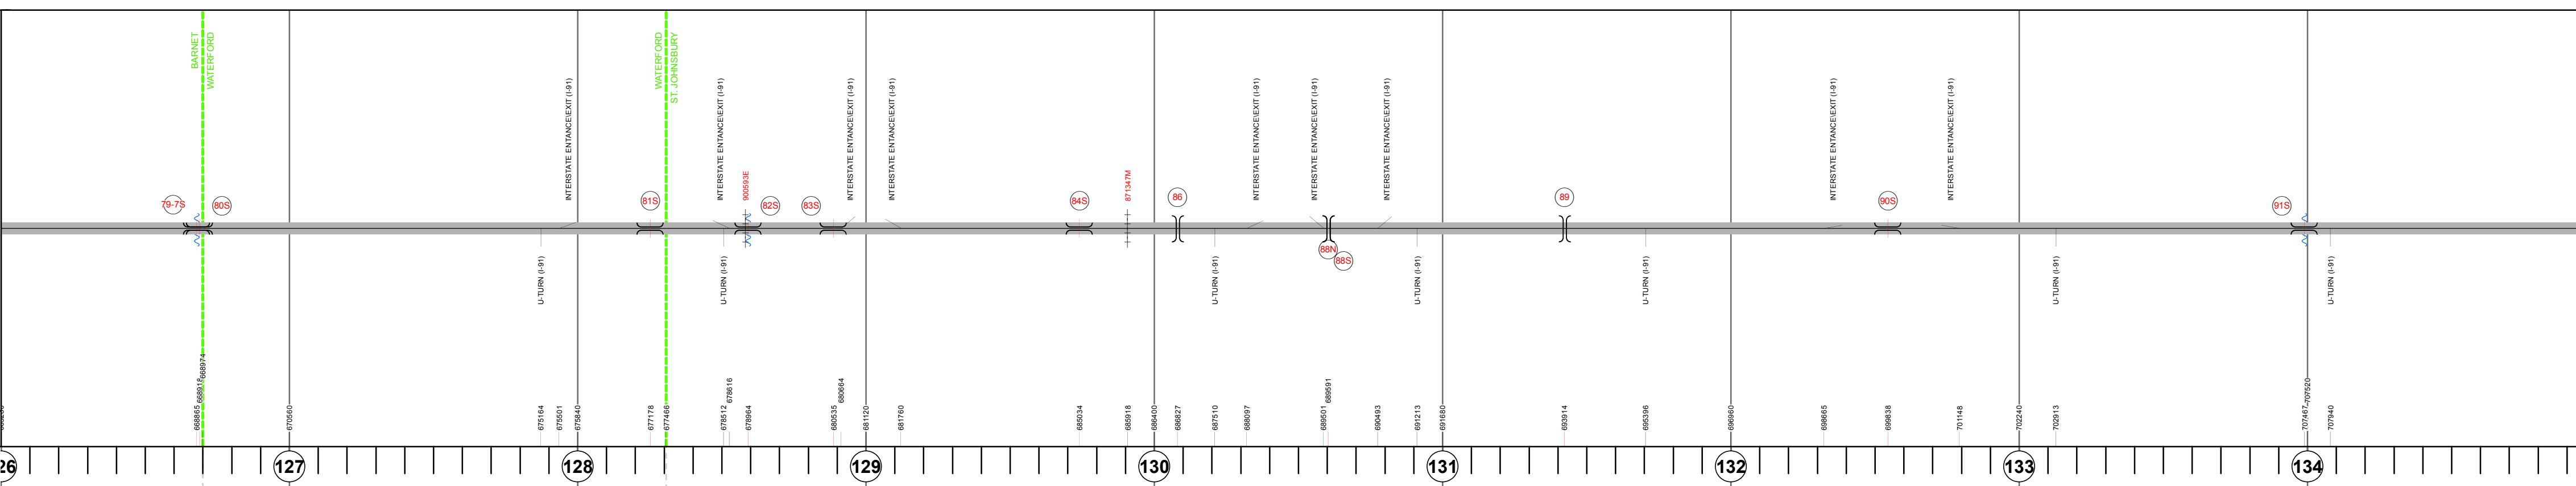 BARNET
WATERFORD
WATERFORD
ST. JOHNSBURY
INTERSTATE ENTANCE\EXIT (I-91)
INTERSTATE ENTANCE\EXIT (I-91)
INTERSTATE ENTANCE\EXIT (I-91)
INTERSTATE ENTANCE\EXIT (I-91)
INTERSTATE ENTANCE\EXIT (I-91)
INTERSTATE ENTANCE\EXIT (I-91)
INTERSTATE ENTANCE\EXIT (I-91)
INTERSTATE ENTANCE\EXIT (I-91)
INTERSTATE ENTANCE\EXIT (I-91)
900593E
871347M
79-7S
80S
81S
82S
83S
84S
86
88N
88S
89
90S
91S
U-TURN (I-91)
U-TURN (I-91)
U-TURN (I-91)
U-TURN (I-91)
U-TURN (I-91)
U-TURN (I-91)
U-TURN (I-91)
668865
668918
668974
670560
675164
675501
675840
677178
677466
678512
678616
678964
680535
680664
681120
681760
685034
685918
686400
686827
687510
688097
689501
689591
690493
691213
691680
693914
695396
696960
698665
699838
701148
702240
702913
707467
707520
707940
26
127
128
129
130
131
132
133
134